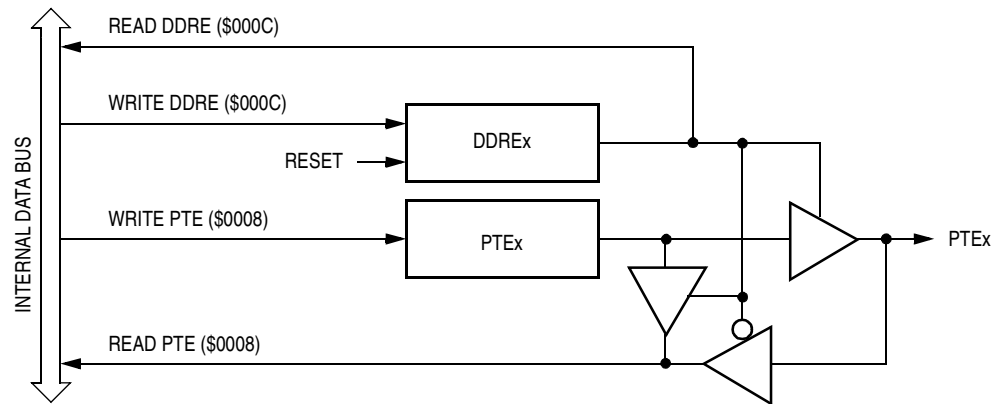 READ DDRE ($000C)
WRITE DDRE ($000C)
DDREx
RESET
WRITE PTE ($0008)
PTEx
PTEx
READ PTE ($0008)
INTERNAL DATA BUS